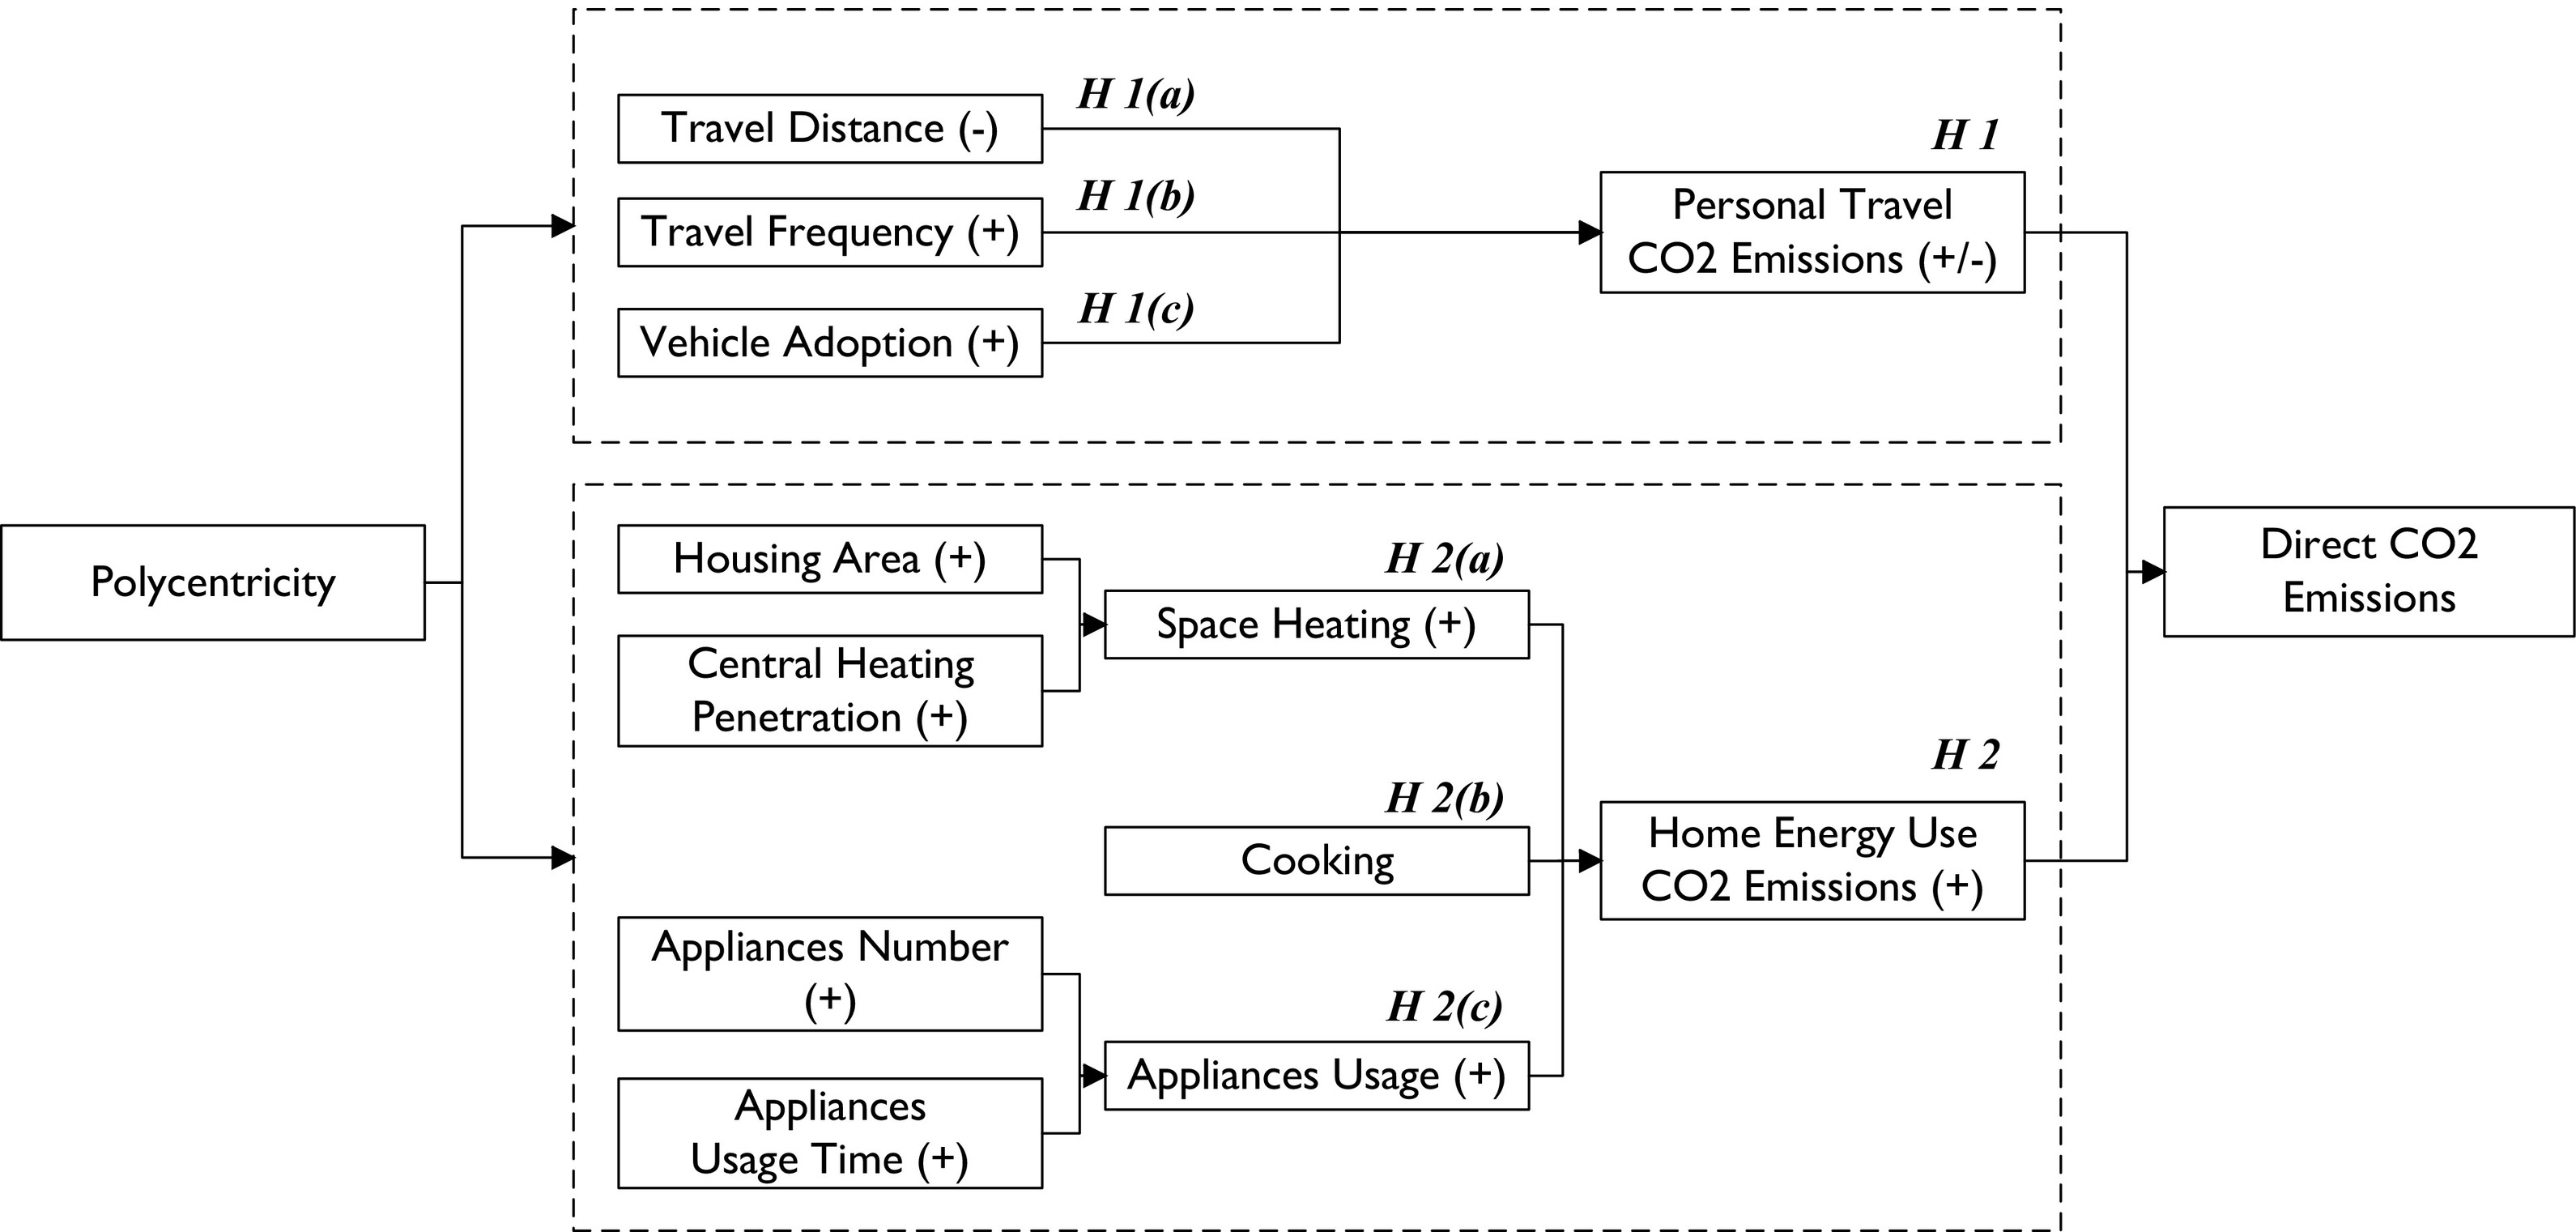 H 1(a)
Travel Distance (-)
H 1
H 1(b)
Travel Frequency (+)
Personal Travel
CO2 Emissions (+/-)
H 1(c)
Vehicle Adoption (+)
Polycentricity
Housing Area (+)
H 2(a)
Space Heating (+)
Central Heating
Penetration (+)
H 2(b)
Cooking
H 2
Home Energy Use
CO2 Emissions (+)
Appliances Number
(+)
H 2(c)
Appliances Usage (+)
Appliances
Usage Time (+)
Direct CO2
Emissions